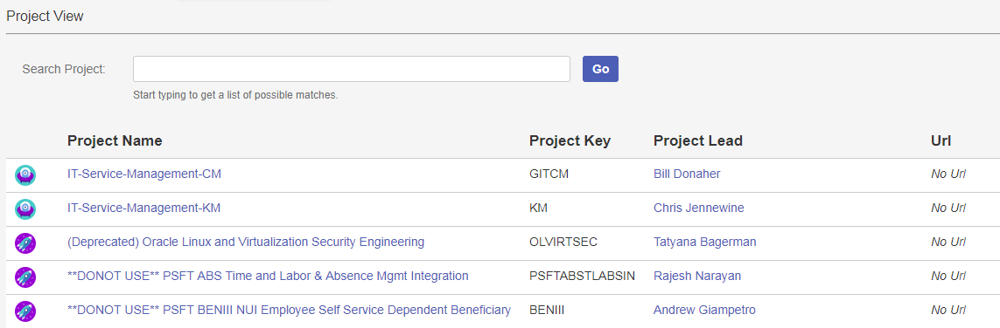 Project View
Search Project:
Go
Start typing to get a list of possible matches.
Project Name Project Key Project Lead Url
IT-Service-Management-CM GITCM Bill Donaher No Url
IT-Service-Management-KM KM Chris Jennewine No Url
(Deprecated) Oracle Linux and Virtualization Security Engineering OLVIRTSEC Tatyana Bagerman No Url
**DONOT USE** PSFT ABS Time and Labor & Absence Mgmt Integration PSFTABSTLABSIN Rajesh Narayan No Url
**DONOT USE** PSFT BENIII NUI Employee Self Service Dependent Beneficiary BENIII Andrew Giampetro No Url